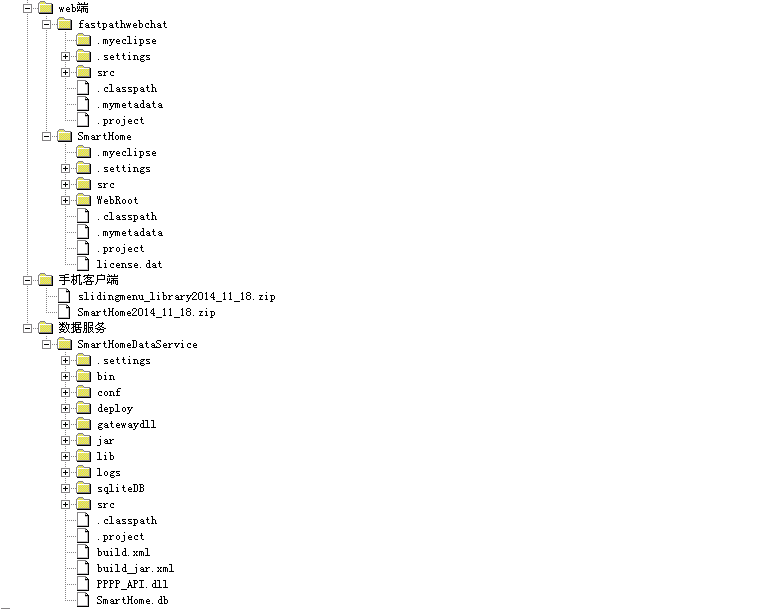 web端
fastpathwebchat
.myeclipse
.settings
src
.classpath
.mymetadata
.project
SmartHome
.myeclipse
.settings
src
WebRoot
.classpath
.mymetadata
.project
license.dat
手机客户端
slidingmenu_library2014_11_18.zip
SmartHome2014_11_18.zip
数据服务
SmartHomeDataService
.settings
bin
conf
deploy
gatewaydll
jar
lib
logs
sqliteDB
src
.classpath
.project
build.xml
build_jar.xml
PPPP_API.dll
SmartHome.db